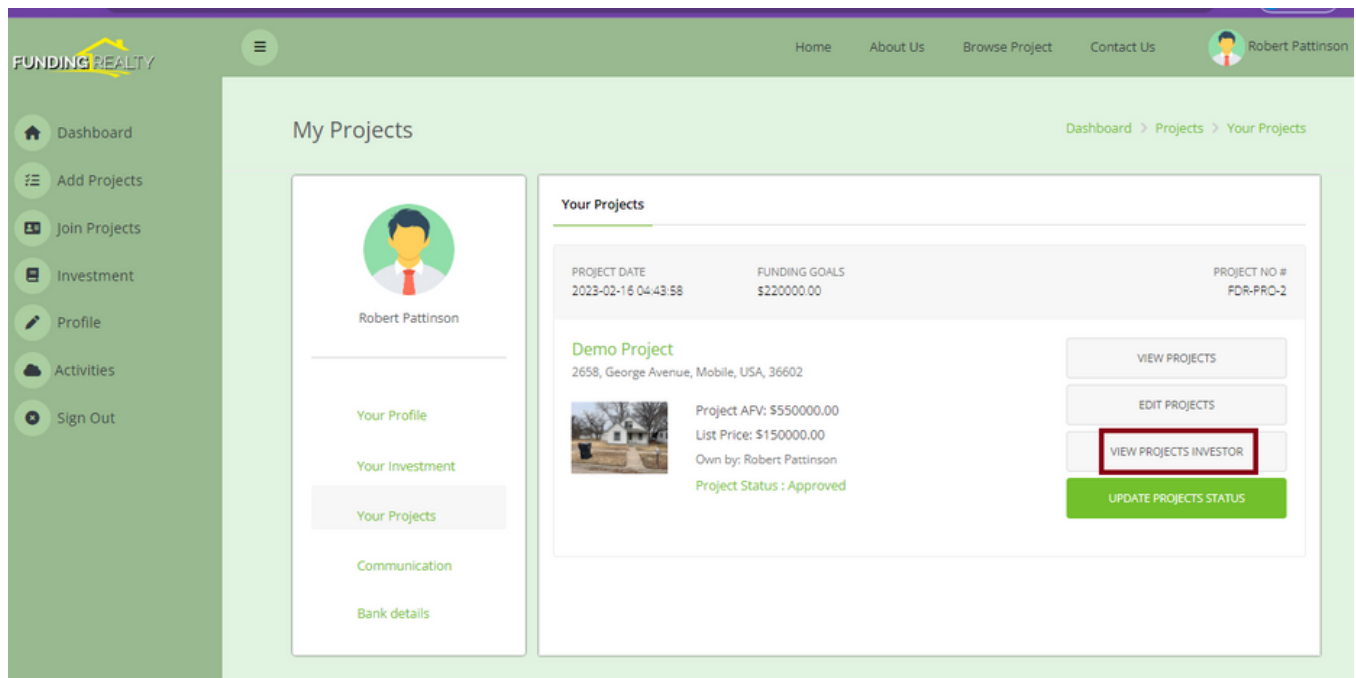 FUNDING REALTY
Home About Us Browse Project Contact Us Robert Pattinson
Dashboard
Add Projects
Join Projects
Investment
Profile
Activities
Sign Out
My Projects
Dashboard > Projects > Your Projects
Robert Pattinson
Your Profile
Your Investment
Your Projects
Communication
Bank details
Your Projects
PROJECT DATE FUNDING GOALS PROJECT NO #
2023-02-16 04:43:58 $220000.00 FDR-PRO-2
Demo Project
2658, George Avenue, Mobile, USA, 36602
Project AFV: $550000.00
List Price: $150000.00
Own by: Robert Pattinson
Project Status : Approved
VIEW PROJECTS
EDIT PROJECTS
VIEW PROJECTS INVESTOR
UPDATE PROJECTS STATUS